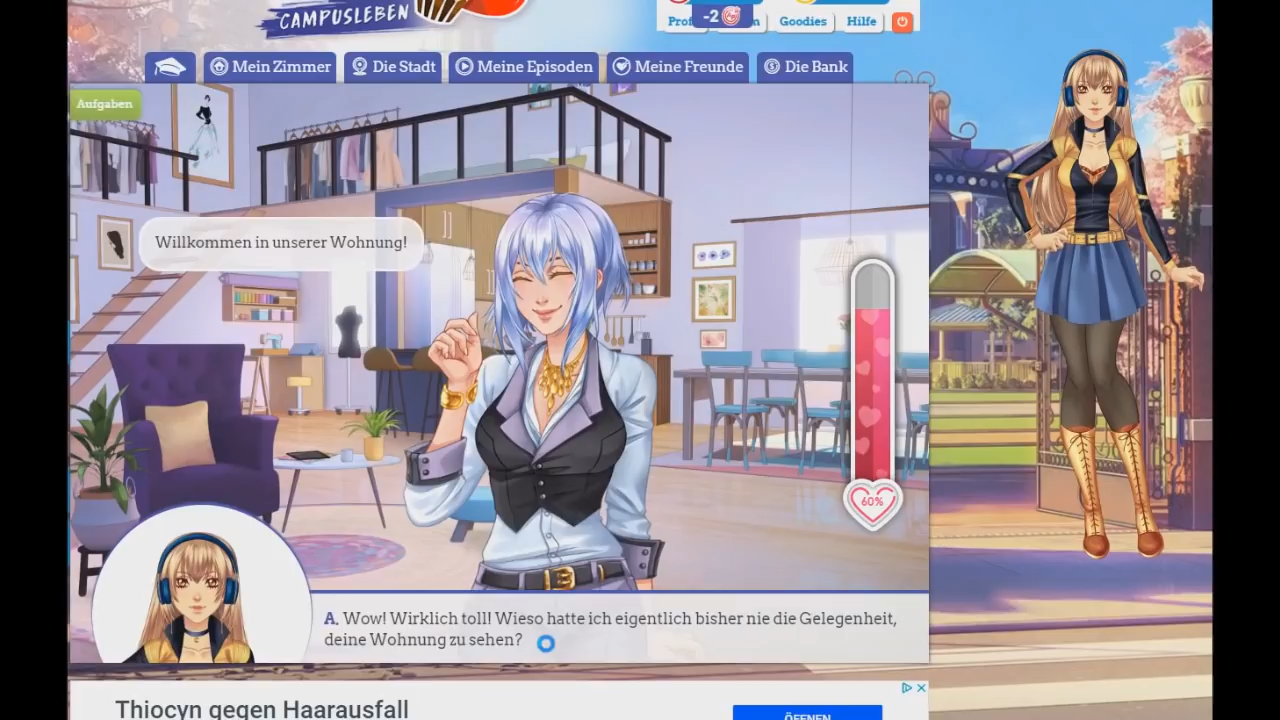 CAMPUSLEBEN
-2
Goodies
Hilfe
Mein Zimmer
Die Stadt
Meine Episoden
Meine Freunde
Die Bank
Aufgaben
Willkommen in unserer Wohnung!
60%
A. Wow! Wirklich toll! Wieso hatte ich eigentlich bisher nie die Gelegenheit,
deine Wohnung zu sehen?
Thiocyn gegen Haarausfall
ÖFFNEN